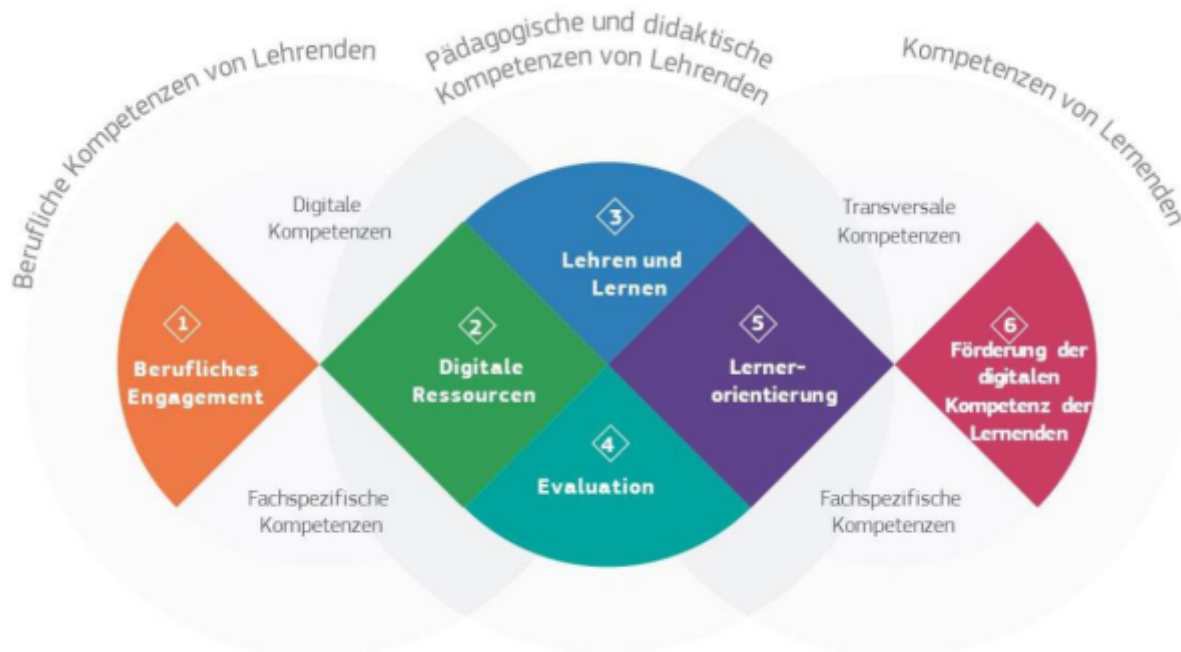 Berufliche Kompetenzen von Lehrenden
Pädagogische und didaktische
Kompetenzen von Lehrenden
Kompetenzen von Lernenden
Digitale
Kompetenzen
Transversale
Kompetenzen
1
Berufliches
Engagement
2
Digitale
Ressourcen
3
Lehren und
Lernen
4
Evaluation
5
Lerner-
orientierung
6
Förderung der
digitalen
Kompetenz der
Lernenden
Fachspezifische
Kompetenzen
Fachspezifische
Kompetenzen